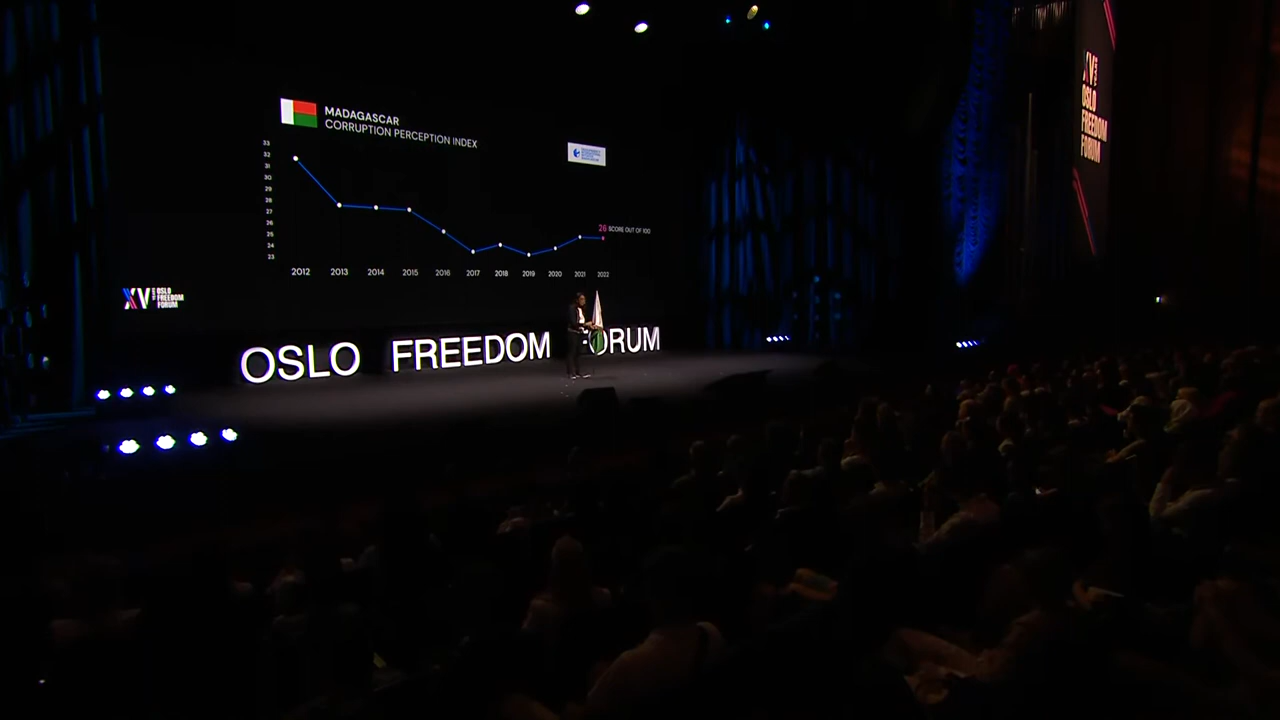 MADAGASCAR
CORRUPTION PERCEPTION INDEX
33
32
31
30
29
28
27
26
25
24
23
26 SCORE OUT OF 100
2012 2013 2014 2015 2016 2017 2018 2019 2020 2021 2022
XV OSLO
FREEDOM
FORUM
OSLO FREEDOM FORUM
XV
OSLO
FREEDOM
FORUM